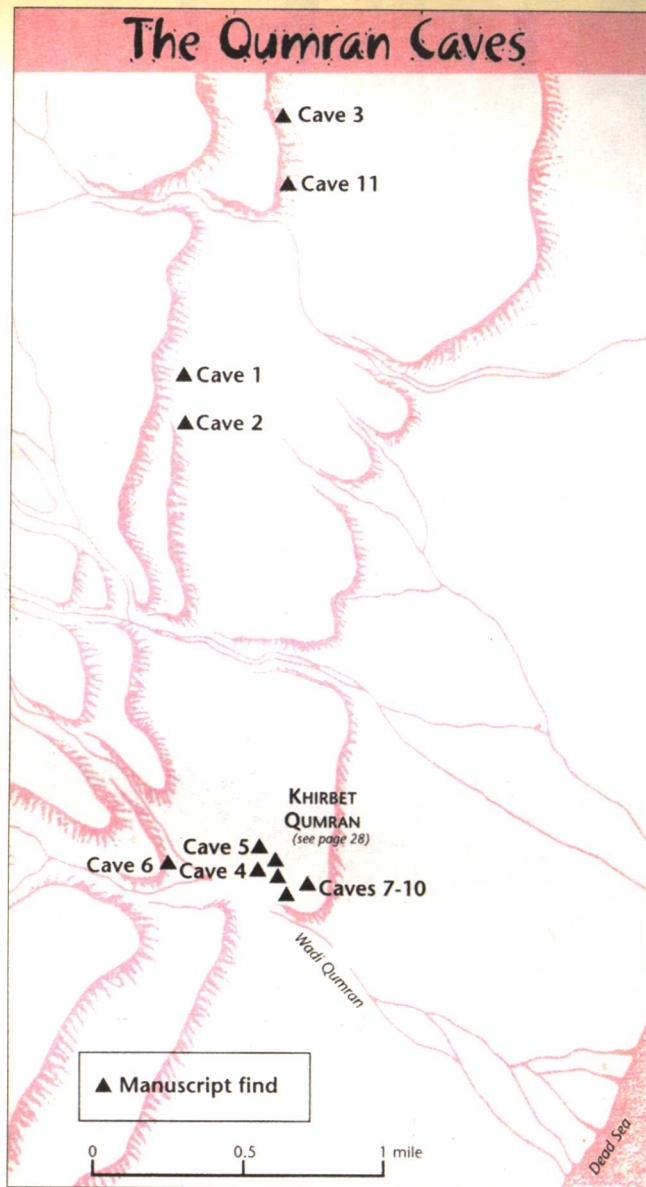 The Qumran Caves
▲ Cave 3
▲ Cave 11
▲ Cave 1
▲ Cave 2
KHIRBET
QUMRAN
(see page 28)
Cave 5 ▲
Cave 6 ▲
Cave 4 ▲
▲ Caves 7-10
Wadi Qumran
▲ Manuscript find
0 0.5 1 mile
Dead Sea